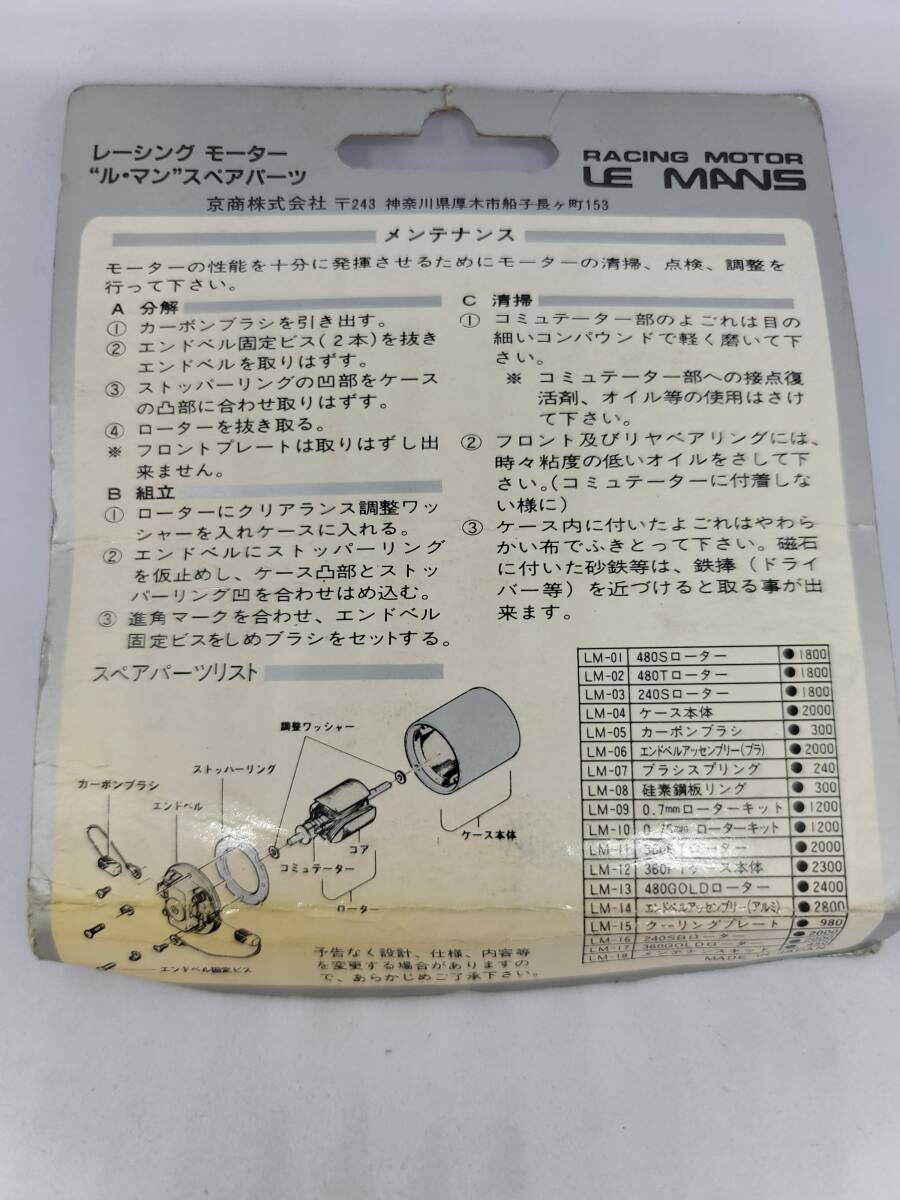 レーシング モーター
“ル・マン”スペアパーツ
RACING MOTOR
LE MANS
京商株式会社 〒243 神奈川県厚木市船子長ヶ町153
メンテナンス
モーターの性能を十分に発揮させるためにモーターの清掃、点検、調整を
行って下さい。
A 分解
① カーボンブラシを引き出す。
② エンドベル固定ビス(2本)を抜き
エンドベルを取りはずす。
③ ストッパーリングの凹部をケース
の凸部に合わせ取りはずす。
④ ローターを抜き取る。
※ フロントプレートは取りはずし出
来ません。
B 組立
① ローターにクリアランス調整ワッ
シャーを入れケースに入れる。
② エンドベルにストッパーリング
を仮止めし、ケース凸部とストッ
パーリング凹を合わせはめ込む。
③ 進角マークを合わせ、エンドベル
固定ビスをしめブラシをセットする。
C 清掃
① コミュテーター部のよごれは目の
細いコンパウンドで軽く磨いて下
さい。
※ コミュテーター部への接点復
活剤、オイル等の使用はさけ
て下さい。
② フロント及びリヤベアリングには、
時々粘度の低いオイルをさして下
さい。(コミュテーターに付着しな
い様に)
③ ケース内に付いたよごれはやわら
かい布でふきとって下さい。磁石
に付いた砂鉄等は、鉄捧(ドライ
バー等)を近づけると取る事が出
来ます。
スペアパーツリスト
調整ワッシャー
ストッハーリング
カーボンブラシ
エンドベル
ケース本体
コア
コミュテーター
ローター
エンドベル固定ビス
予告なく設計、仕様、内容等
を変更する場合がありますの
で、あらかじめご了承下さい。
LM-01 480Sローター ●1800
LM-02 480Tローター ●1800
LM-03 240Sローター ●1800
LM-04 ケース本体 ●2000
LM-05 カーボンブラシ ● 300
LM-06 エンドベルアッセンブリー(プラ) ●2000
LM-07 ブラシスプリング ● 240
LM-08 硅素鋼板リング ● 300
LM-09 0.7mmローターキット ●1200
LM-10 ローターキット ●1200
LM-11 ローター ●2000
LM-12 360PTケース本体 ●2300
LM-13 480GOLDローター ●2400
LM-14 エンドベルアッセンブリー(アルミ) ●2800
LM-15 クーリングプレート ● 980
LM-16 240SBローター ●2000
LM-17 360GOLDローター
LM-18 メンテナンスキット
MADE IN